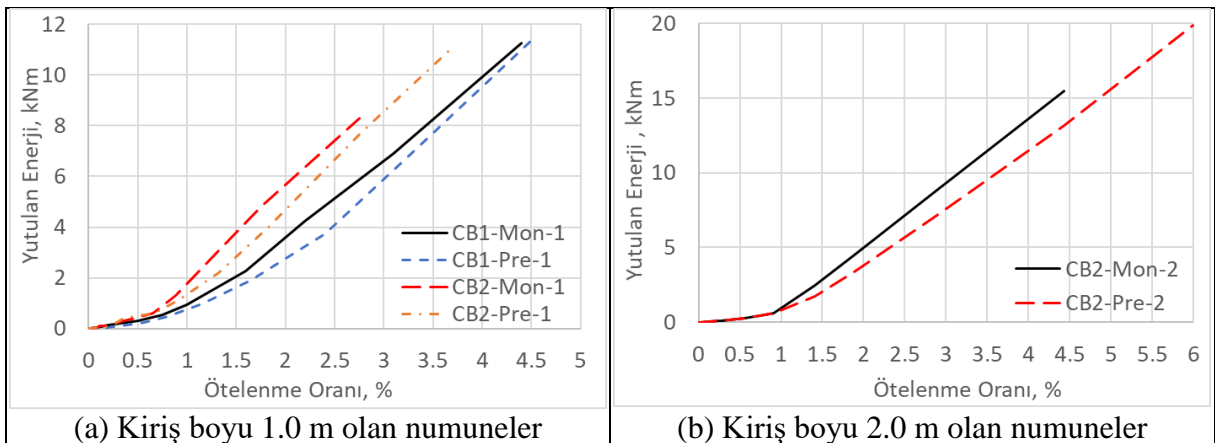 12
10
8
6
4
2
0
Yutulan Enerji, kNm
0 0.5 1 1.5 2 2.5 3 3.5 4 4.5 5
Ötelenme Oranı, %
CB1-Mon-1
CB1-Pre-1
CB2-Mon-1
CB2-Pre-1
(a) Kiriş boyu 1.0 m olan numuneler
20
15
10
5
0
Yutulan Enerji , kNm
0 0.5 1 1.5 2 2.5 3 3.5 4 4.5 5 5.5 6
Ötelenme Oranı, %
CB2-Mon-2
CB2-Pre-2
(b) Kiriş boyu 2.0 m olan numuneler